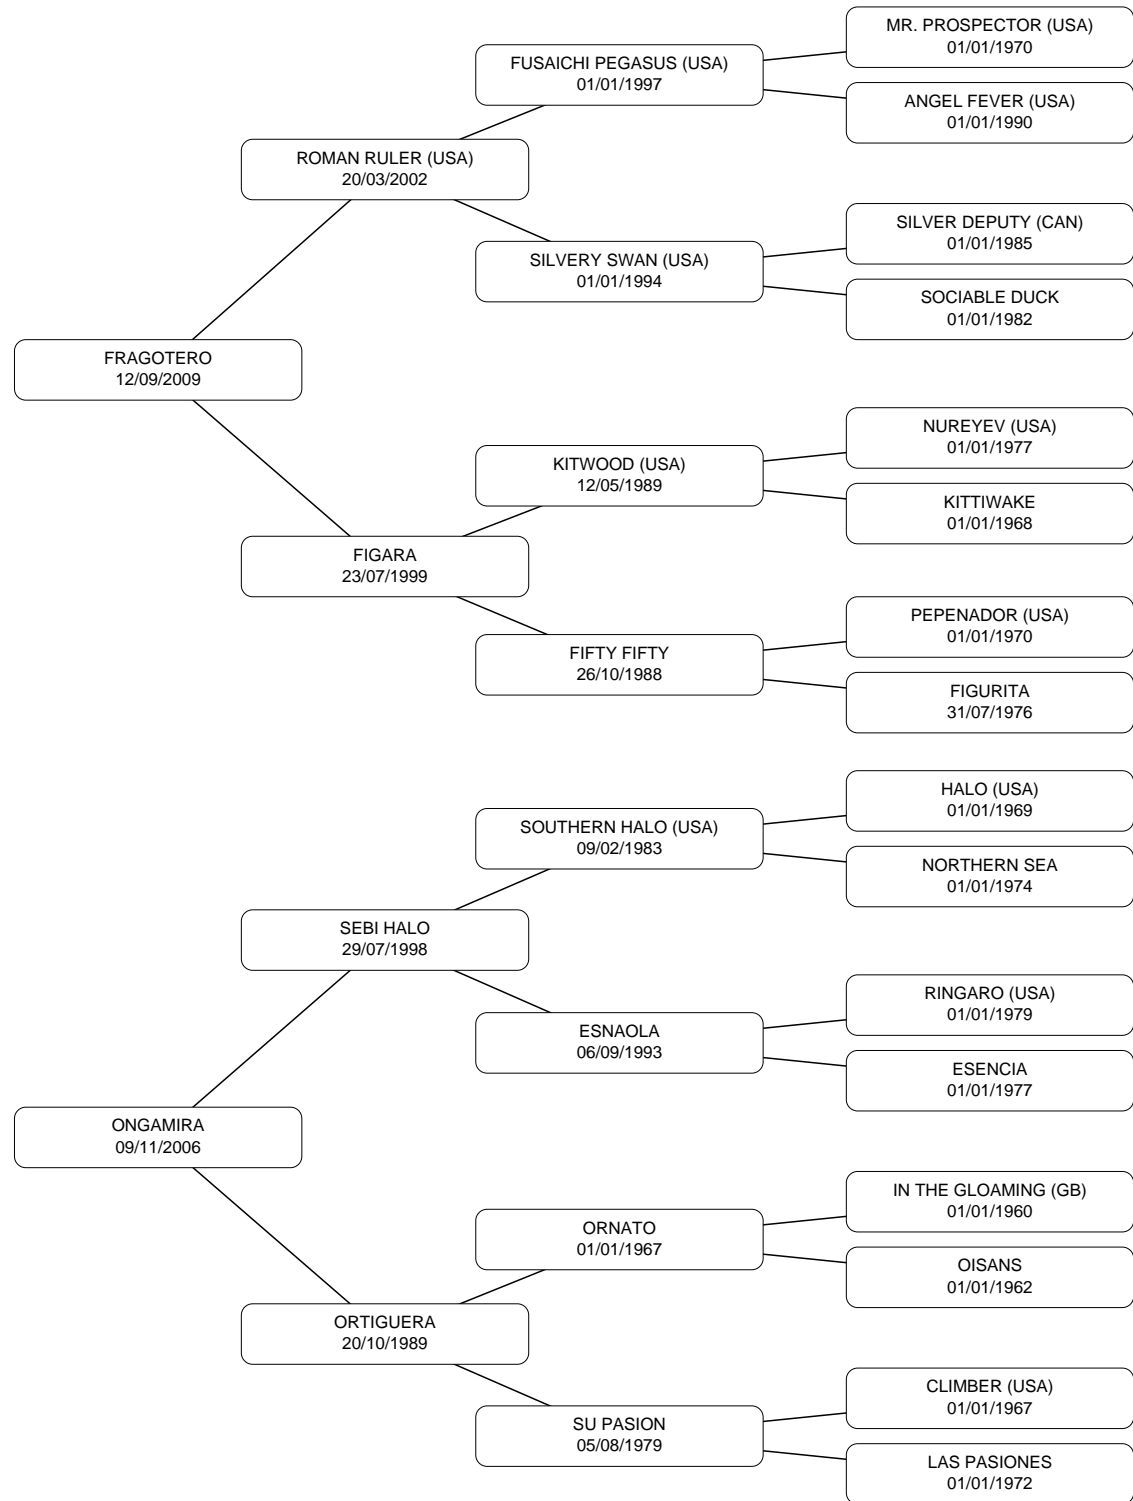 MR. PROSPECTOR (USA)
01/01/1970
FUSAICHI PEGASUS (USA)
01/01/1997
ANGEL FEVER (USA)
01/01/1990
ROMAN RULER (USA)
20/03/2002
SILVER DEPUTY (CAN)
01/01/1985
SILVERY SWAN (USA)
01/01/1994
SOCIABLE DUCK
01/01/1982
FRAGOTERO
12/09/2009
NUREYEV (USA)
01/01/1977
KITWOOD (USA)
12/05/1989
KITTIWAKE
01/01/1968
FIGARA
23/07/1999
PEPENADOR (USA)
01/01/1970
FIFTY FIFTY
26/10/1988
FIGURITA
31/07/1976
HALO (USA)
01/01/1969
SOUTHERN HALO (USA)
09/02/1983
NORTHERN SEA
01/01/1974
SEBI HALO
29/07/1998
RINGARO (USA)
01/01/1979
ESNAOLA
06/09/1993
ESENCIA
01/01/1977
ONGAMIRA
09/11/2006
IN THE GLOAMING (GB)
01/01/1960
ORNATO
01/01/1967
OISANS
01/01/1962
ORTIGUERA
20/10/1989
CLIMBER (USA)
01/01/1967
SU PASION
05/08/1979
LAS PASIONES
01/01/1972